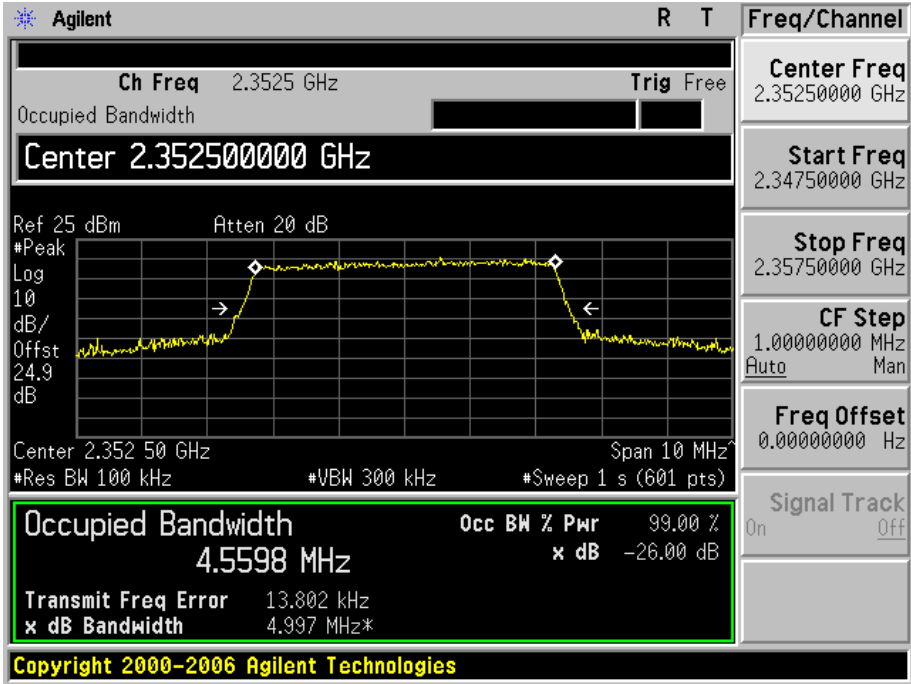 Agilent R T
Ch Freq 2.3525 GHz Trig Free
Occupied Bandwidth
Center 2.352500000 GHz
Ref 25 dBm Atten 20 dB
#Peak
Log
10
dB/
Offst
24.9
dB
Center 2.352 50 GHz Span 10 MHz^
#Res BW 100 kHz #VBW 300 kHz #Sweep 1 s (601 pts)
Occupied Bandwidth
4.5598 MHz
Occ BW % Pwr 99.00 %
x dB -26.00 dB
Transmit Freq Error 13.802 kHz
x dB Bandwidth 4.997 MHz*
Copyright 2000-2006 Agilent Technologies
Freq/Channel
Center Freq
2.35250000 GHz
Start Freq
2.34750000 GHz
Stop Freq
2.35750000 GHz
CF Step
1.00000000 MHz
Auto Man
Freq Offset
0.00000000 Hz
Signal Track
On Off